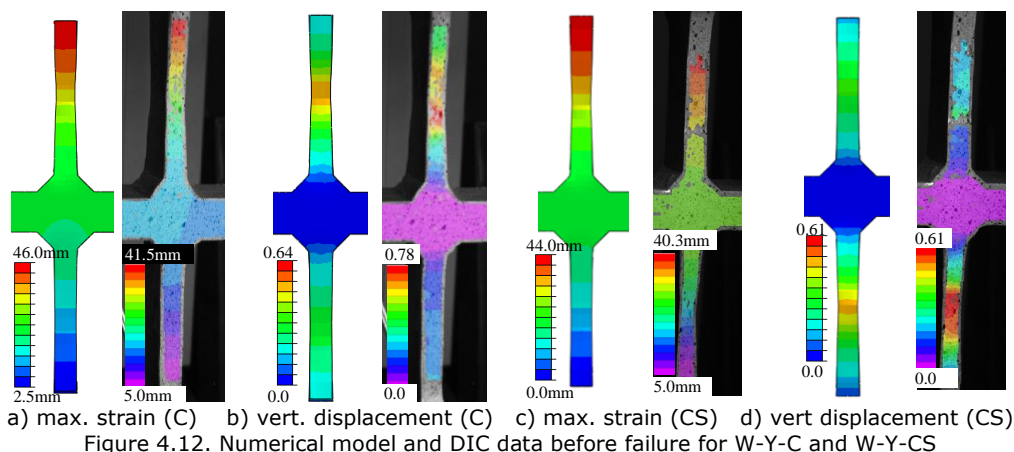 46.0mm
2.5mm
41.5mm
5.0mm
0.64
0.0
0.78
0.0
44.0mm
0.0mm
40.3mm
5.0mm
0.61
0.0
0.61
0.0
a) max. strain (C) b) vert. displacement (C) c) max. strain (CS) d) vert displacement (CS)
Figure 4.12. Numerical model and DIC data before failure for W-Y-C and W-Y-CS